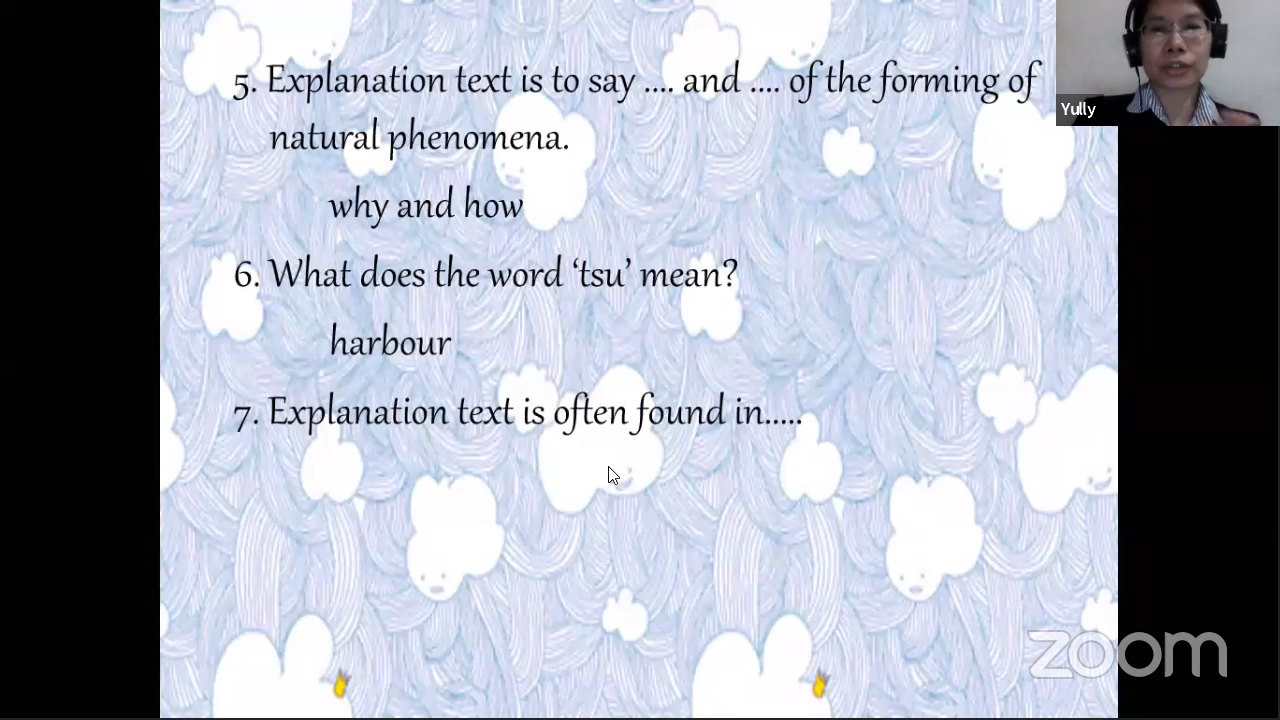 5. Explanation text is to say .... and .... of the forming of
natural phenomena.
why and how
6. What does the word ‘tsu’ mean?
harbour
7. Explanation text is often found in.....
Yully
zoom